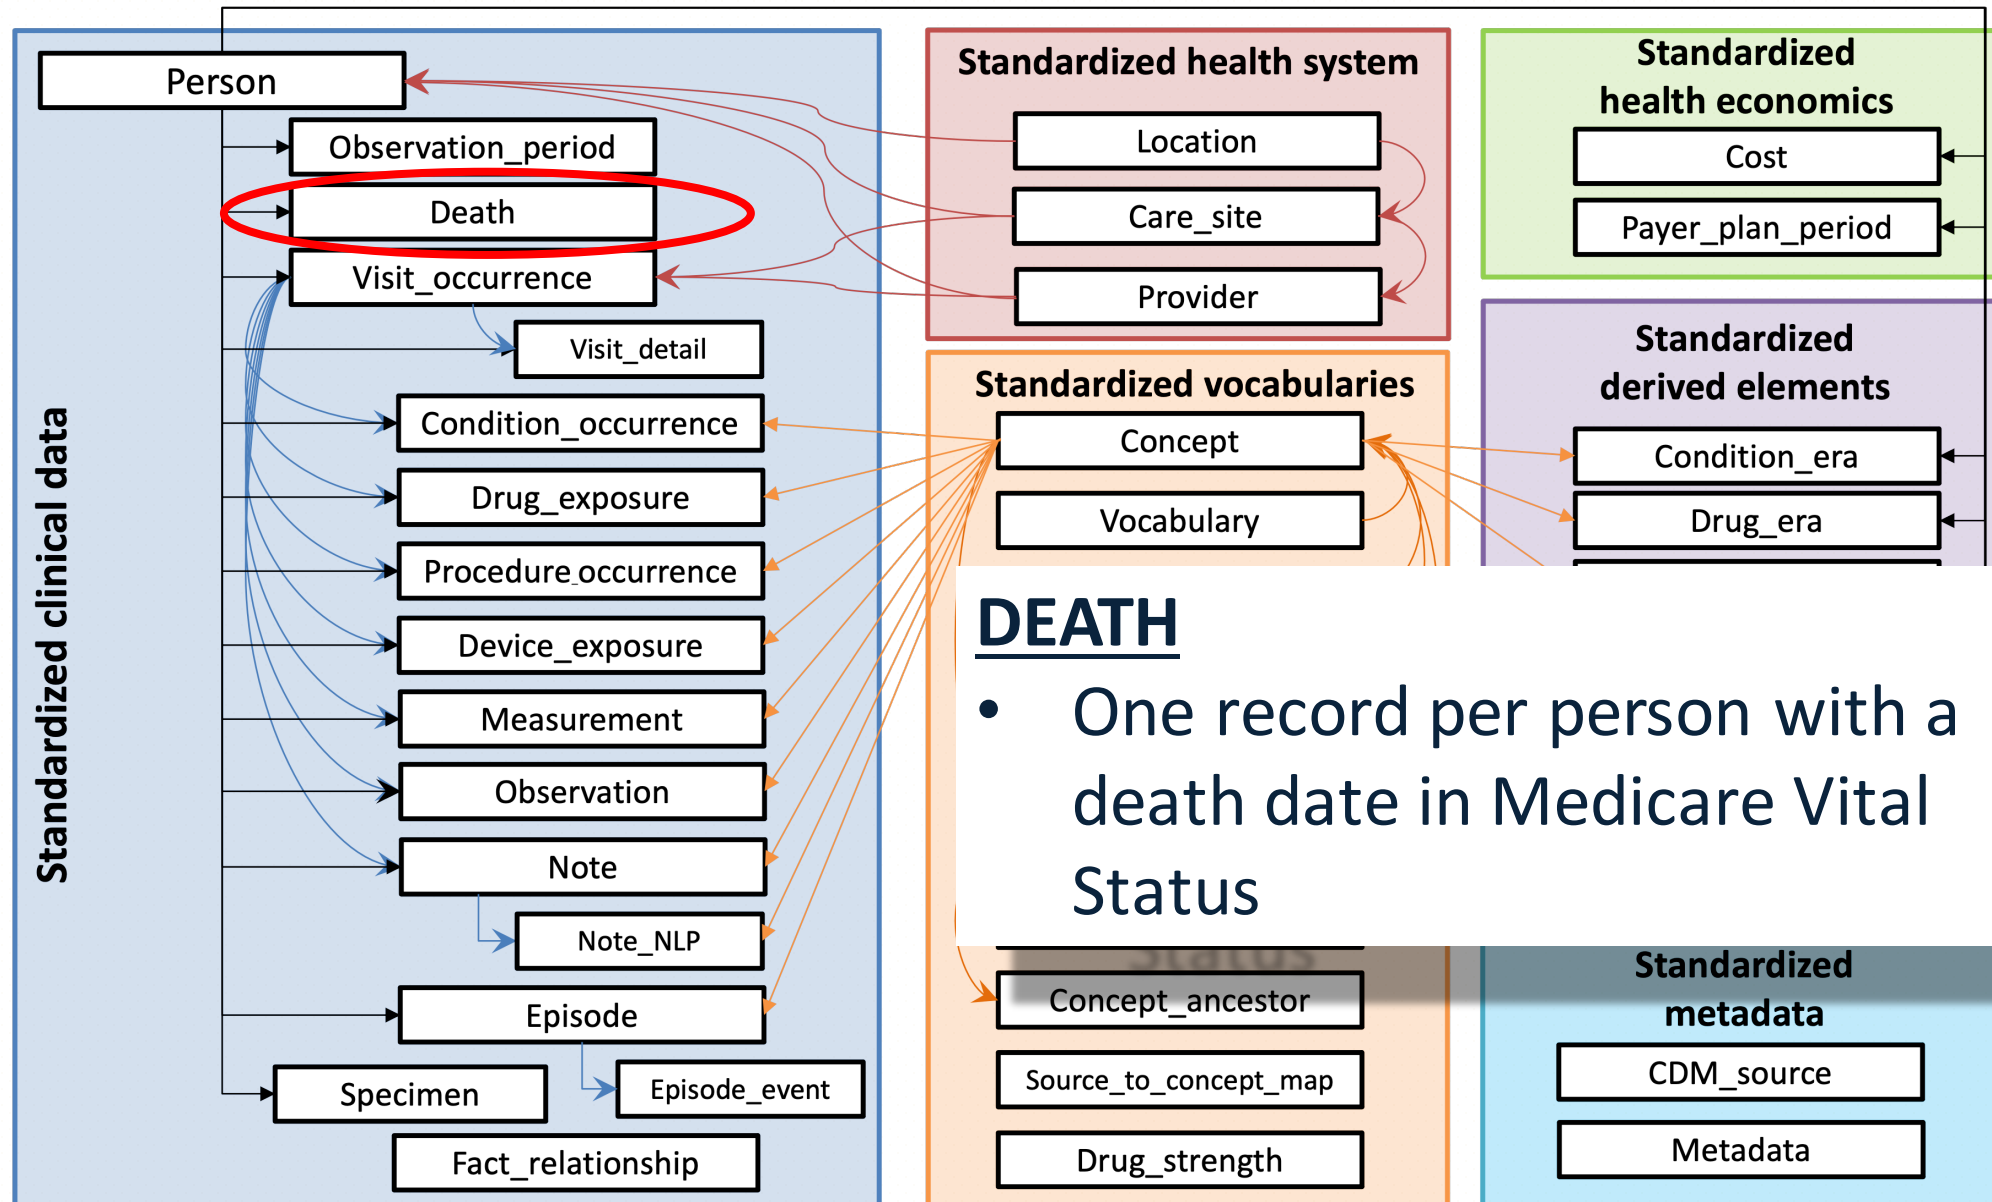 Standardized clinical data
Person
Observation_period
Death
Visit_occurrence
Visit_detail
Condition_occurrence
Drug_exposure
Procedure_occurrence
Device_exposure
Measurement
Observation
Note
Note_NLP
Episode
Episode_event
Specimen
Fact_relationship
Standardized health system
Location
Care_site
Provider
Standardized vocabularies
Concept
Vocabulary
Concept_ancestor
Source_to_concept_map
Drug_strength
Standardized
health economics
Cost
Payer_plan_period
Standardized
derived elements
Condition_era
Drug_era
DEATH
• One record per person with a
death date in Medicare Vital
Status
Status
Standardized
metadata
CDM_source
Metadata